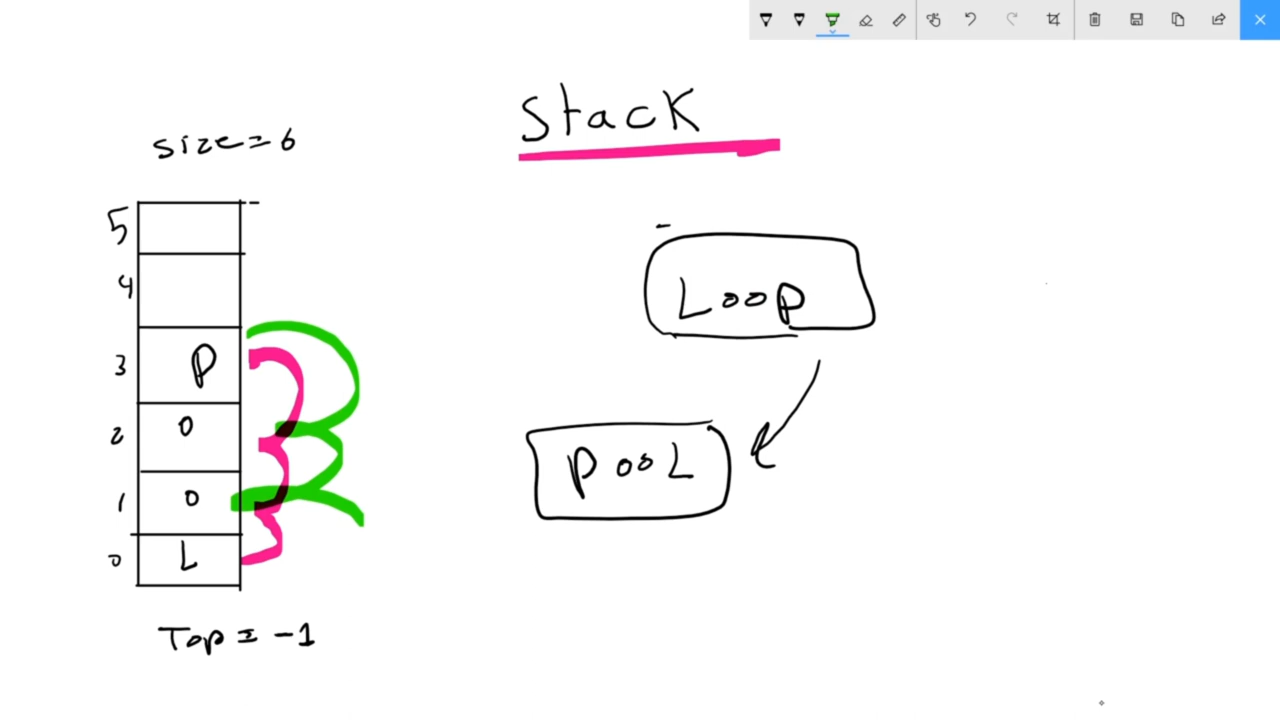 Stack
size = 6
5
4
3 P
2 O
1 O
0 L
Top = -1
Loop
Pool